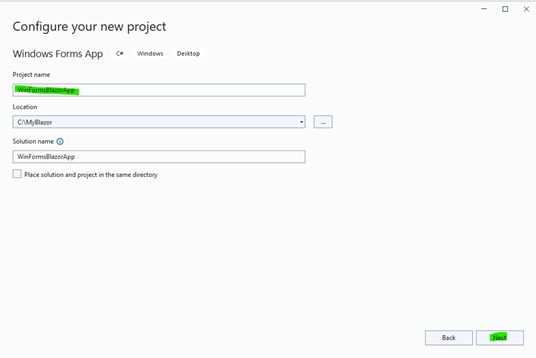 Configure your new project
Windows Forms App C# Windows Desktop
Project name
WinFormsBlazorApp
Location
C:\MyBlazor
...
Solution name
WinFormsBlazorApp
Place solution and project in the same directory
Back Next